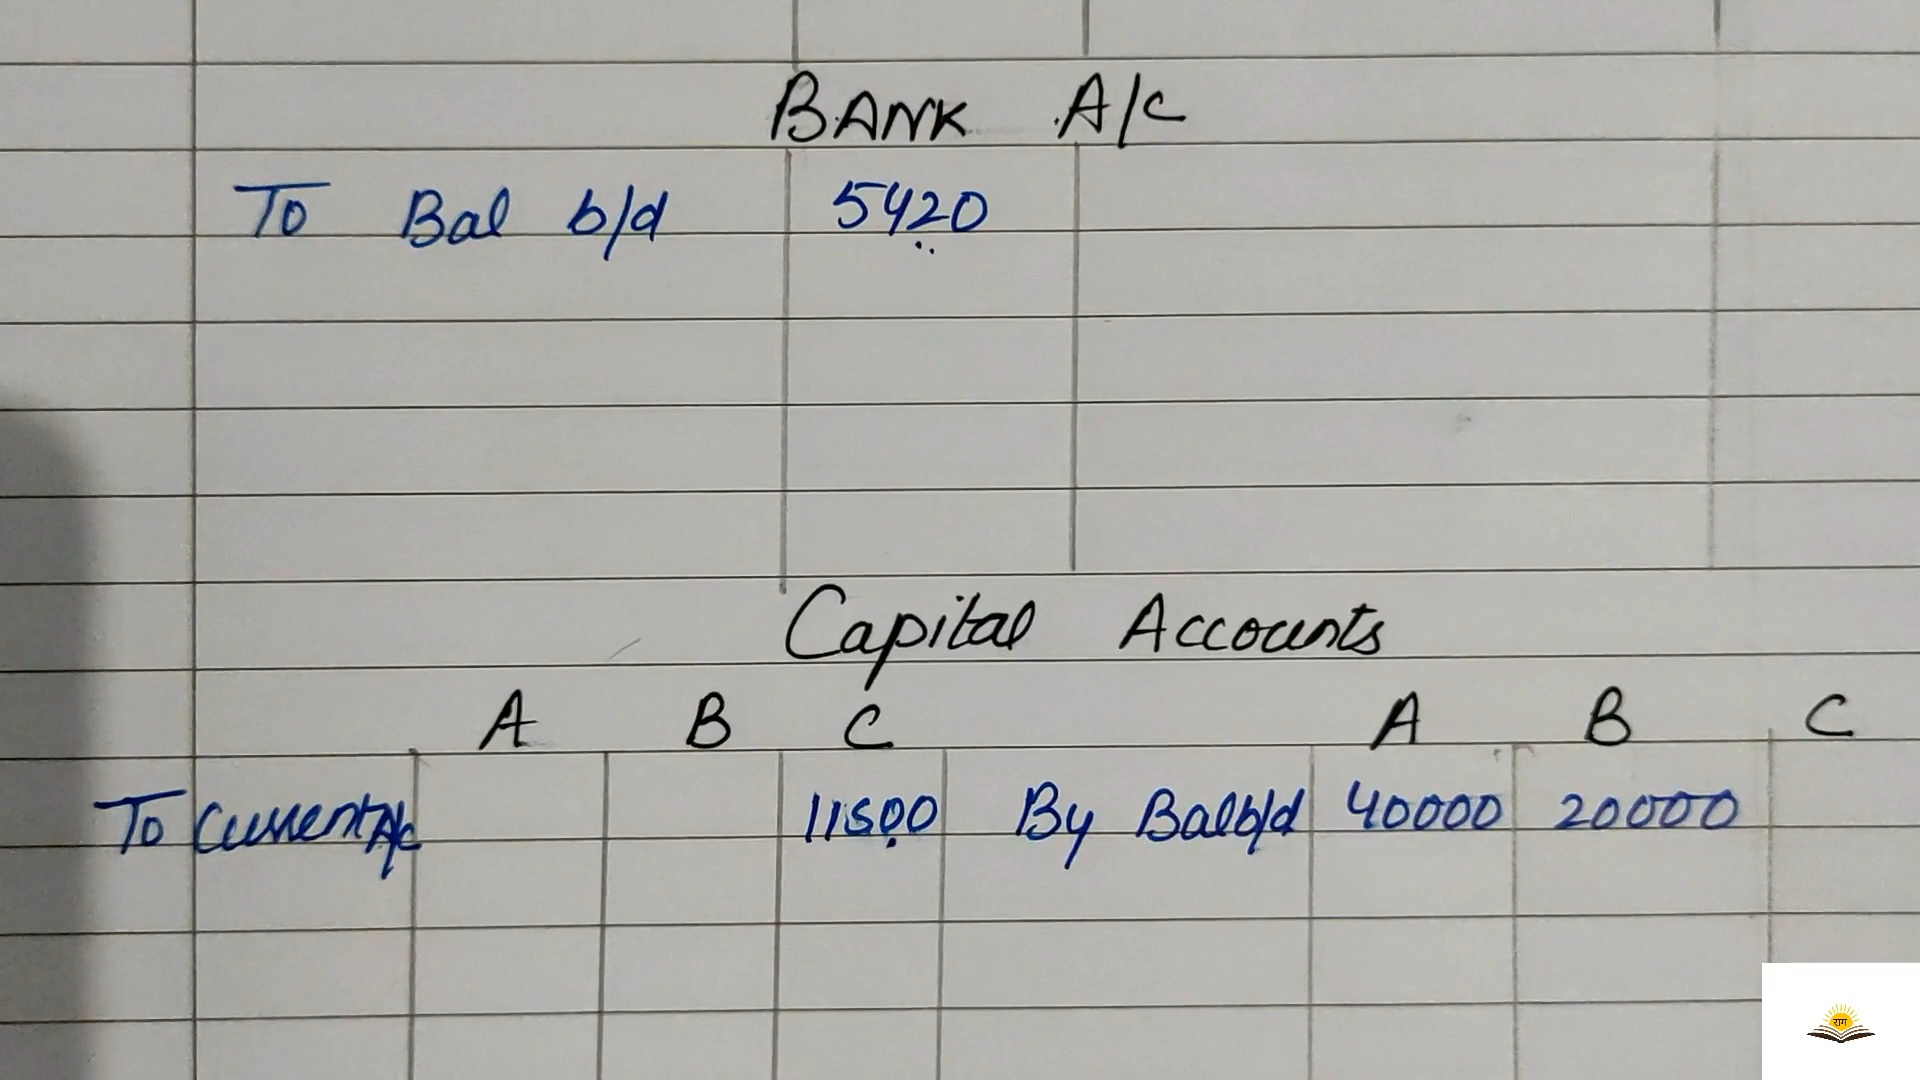 BANK A/C
To Bal b/d 5420
Capital Accounts
A B C A B C
To Current A/c 11500 By Bal b/d 40000 20000
राम